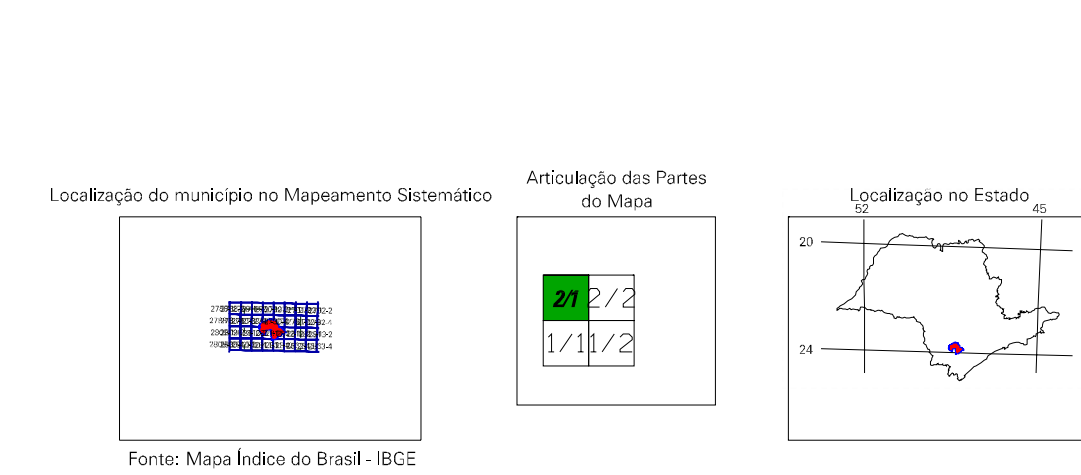 Localização do município no Mapeamento Sistemático
Fonte: Mapa Índice do Brasil - IBGE
Articulação das Partes
do Mapa
2/1 2/2
1/1 1/2
Localização no Estado
52 45
20
24